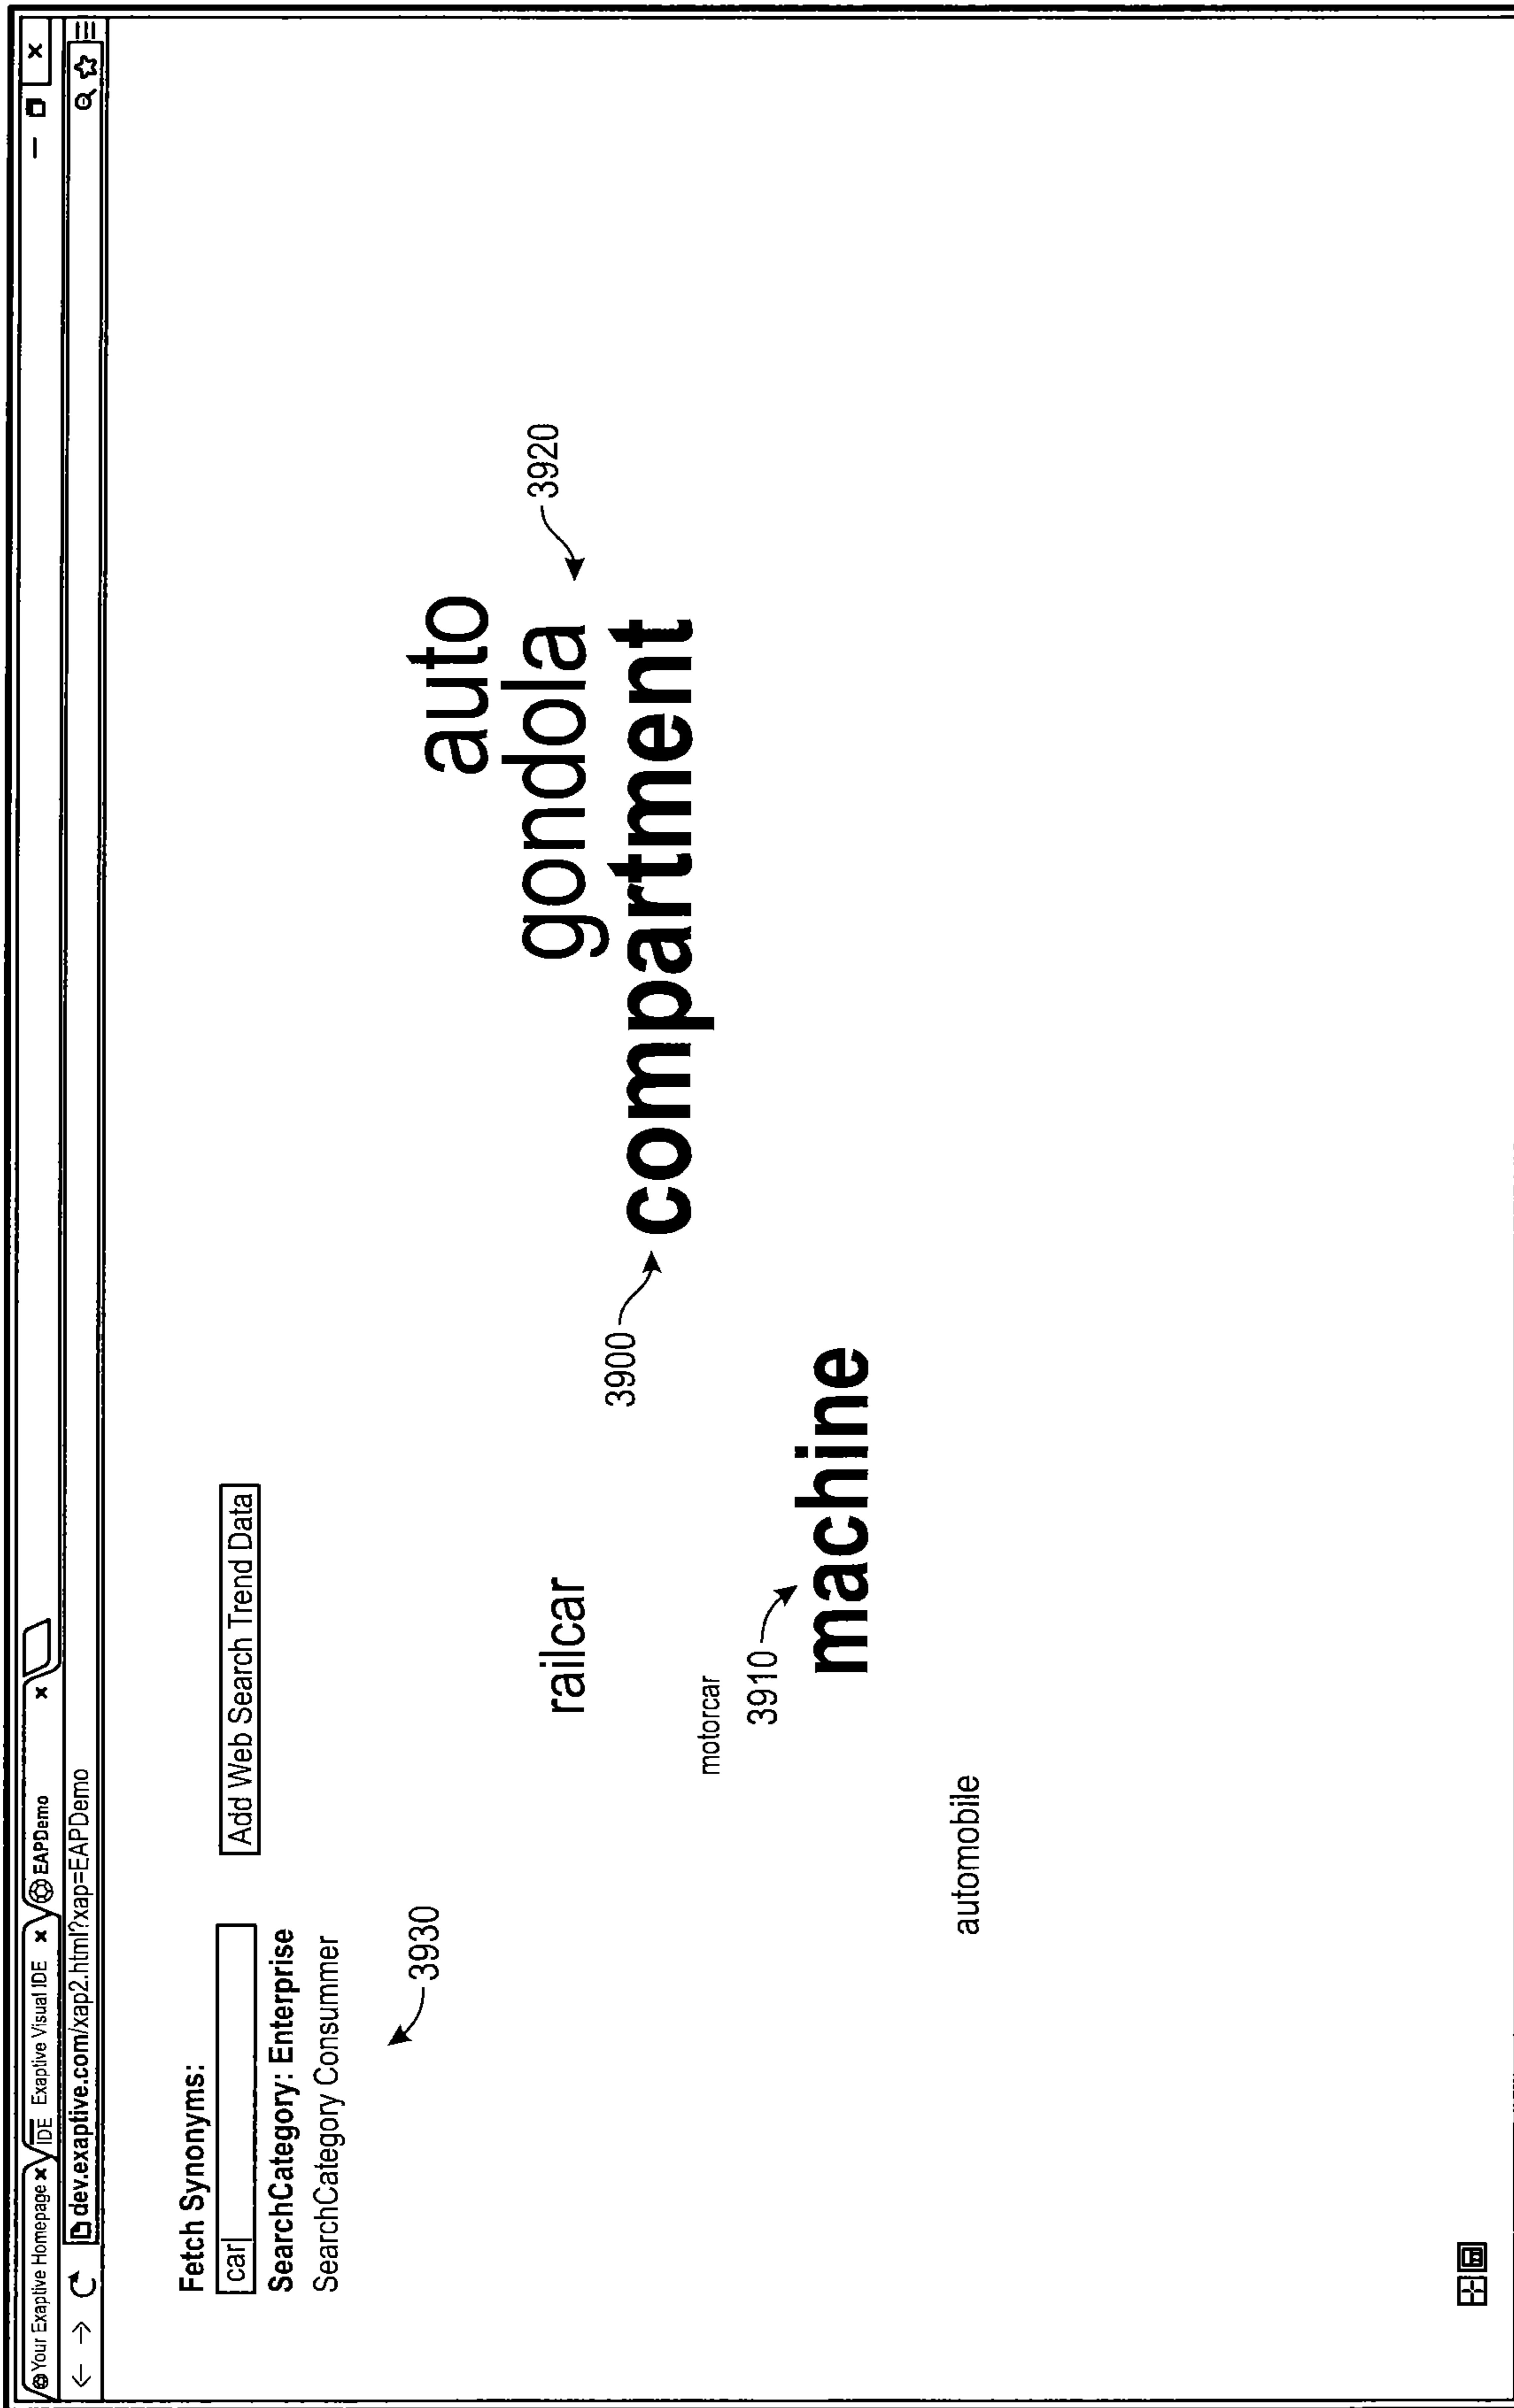 Your Exaptive Homepage x IDE Exaptive Visual IDE x EAPDemo x
dev.exaptive.com/xap2.html?xap=EAPDemo
Fetch Synonyms:
car Add Web Search Trend Data
SearchCategory: Enterprise
SearchCategory Consummer
3930
auto
gondola
3920
railcar
compartment
3900
motorcar
3910
machine
automobile